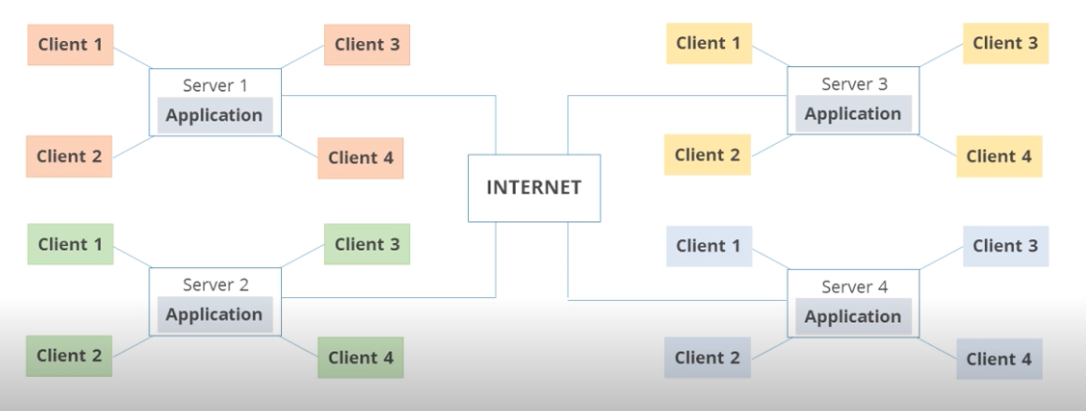 Client 1
Client 3
Server 1
Application
Client 2
Client 4
Client 1
Client 3
Server 3
Application
Client 2
Client 4
INTERNET
Client 1
Client 3
Server 2
Application
Client 2
Client 4
Client 1
Client 3
Server 4
Application
Client 2
Client 4